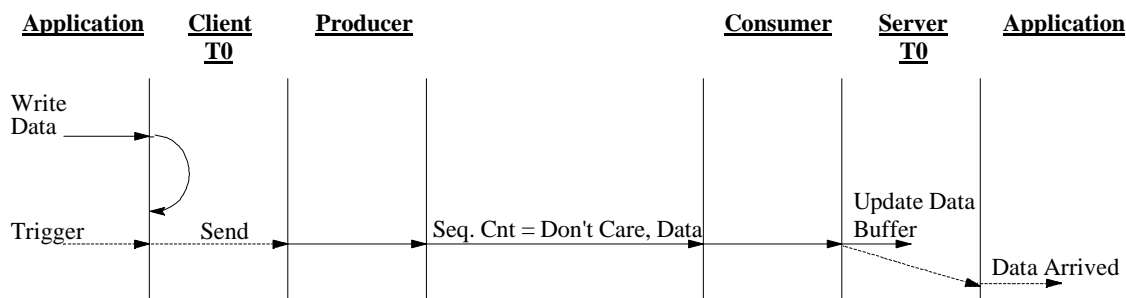 Application Client Producer Consumer Server Application
T0 T0
Write
Data
Update Data
Trigger Send Seq. Cnt = Don't Care, Data Buffer
Data Arrived